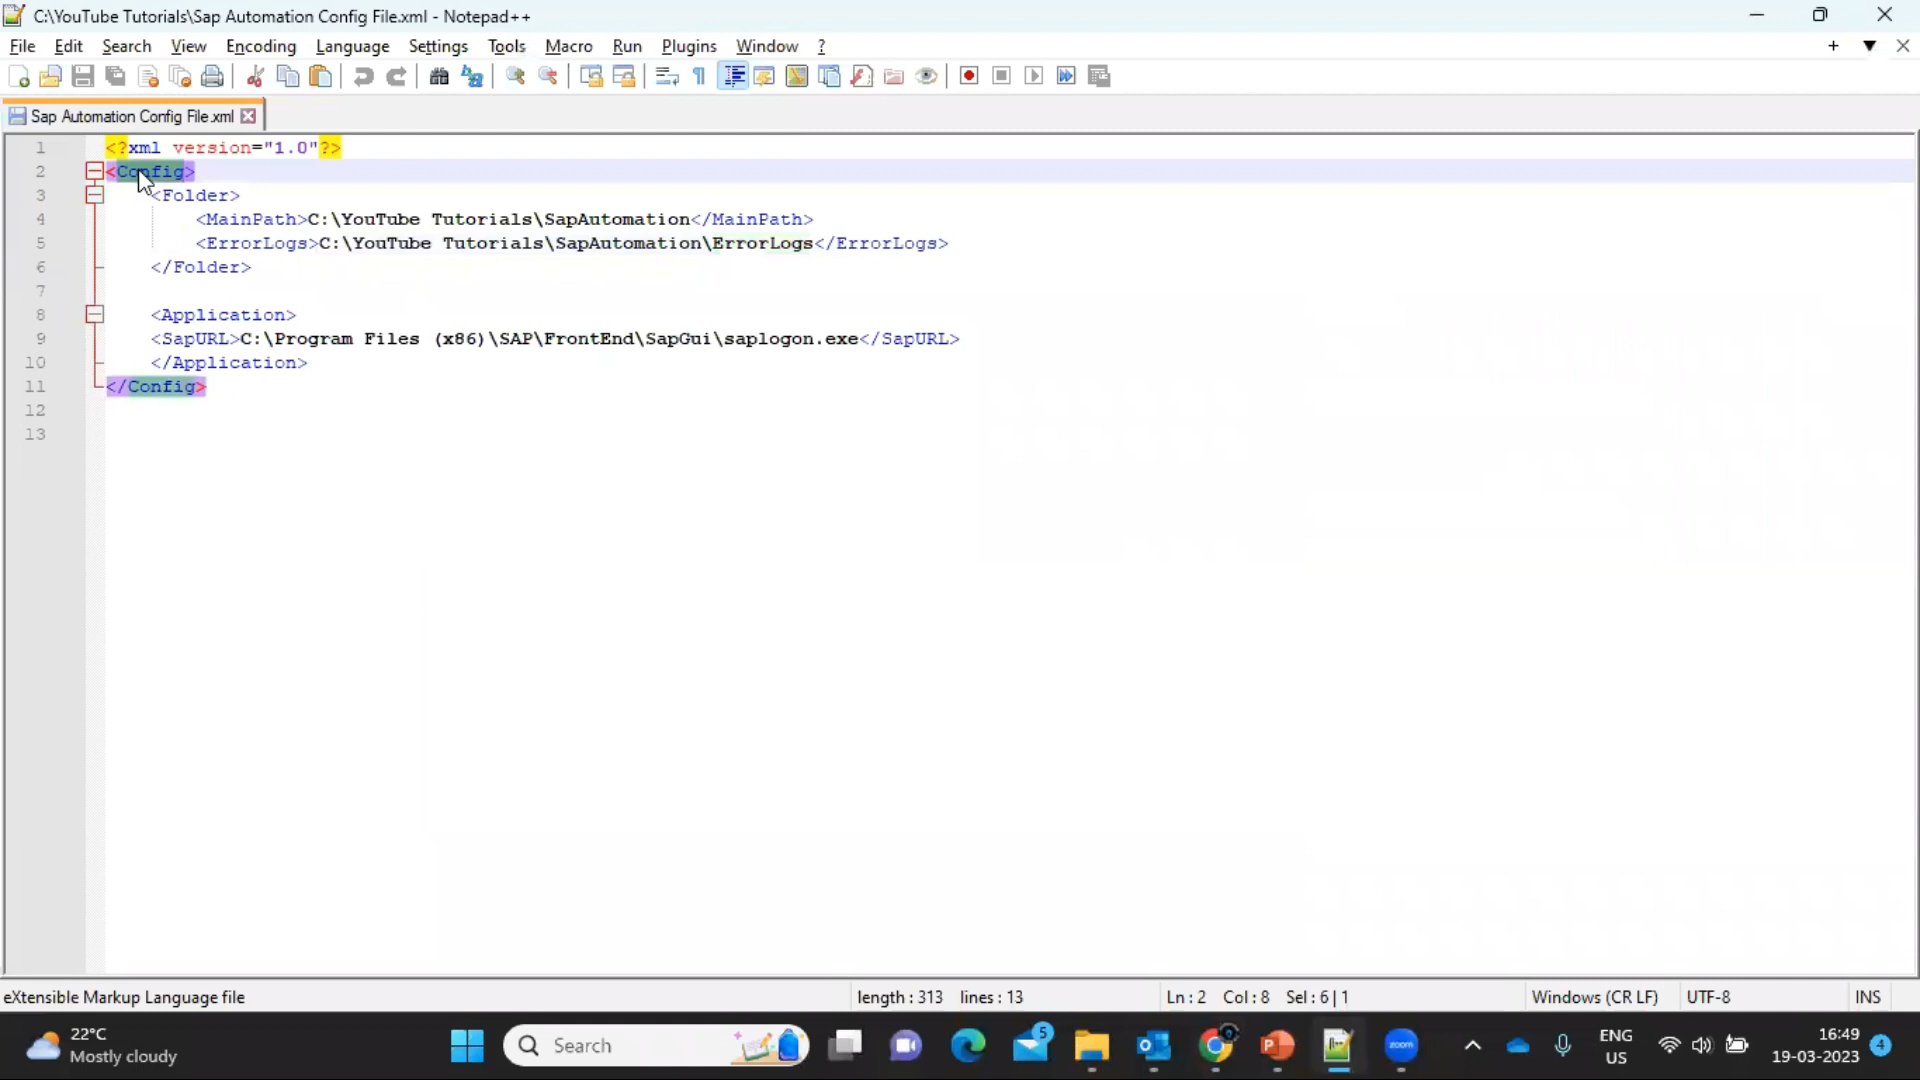 C:\YouTube Tutorials\Sap Automation Config File.xml - Notepad++
File Edit Search View Encoding Language Settings Tools Macro Run Plugins Window ?
Sap Automation Config File.xml
1 <?xml version="1.0"?>
2 <Config>
3 <Folder>
4 <MainPath>C:\YouTube Tutorials\SapAutomation</MainPath>
5 <ErrorLogs>C:\YouTube Tutorials\SapAutomation\ErrorLogs</ErrorLogs>
6 </Folder>
7
8 <Application>
9 <SapURL>C:\Program Files (x86)\SAP\FrontEnd\SapGui\saplogon.exe</SapURL>
10 </Application>
11 </Config>
12
13
eXtensible Markup Language file length : 313 lines : 13 Ln : 2 Col : 8 Sel : 6 | 1 Windows (CR LF) UTF-8 INS
22°C
Mostly cloudy
Search
5
zoom
ENG
US
16:49
19-03-2023
4